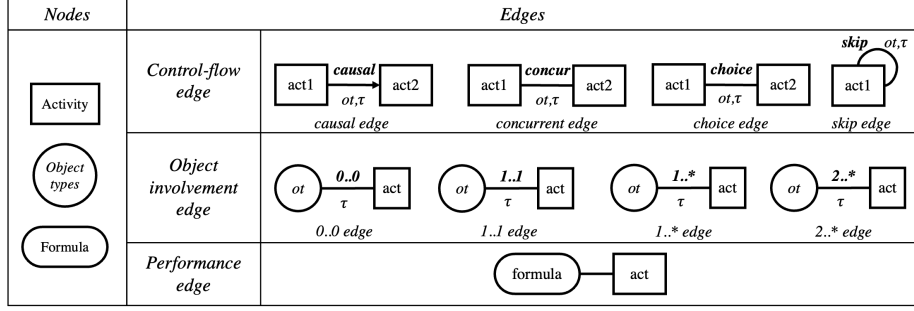 Nodes
Edges
Activity
Object
types
Formula
Control-flow
edge
act1 causal act2
ot,τ
causal edge
act1 concur act2
ot,τ
concurrent edge
act1 choice act2
ot,τ
choice edge
skip ot,τ
act1
skip edge
Object
involvement
edge
ot 0..0 act
τ
0..0 edge
ot 1..1 act
τ
1..1 edge
ot 1..* act
τ
1..* edge
ot 2..* act
τ
2..* edge
Performance
edge
formula act